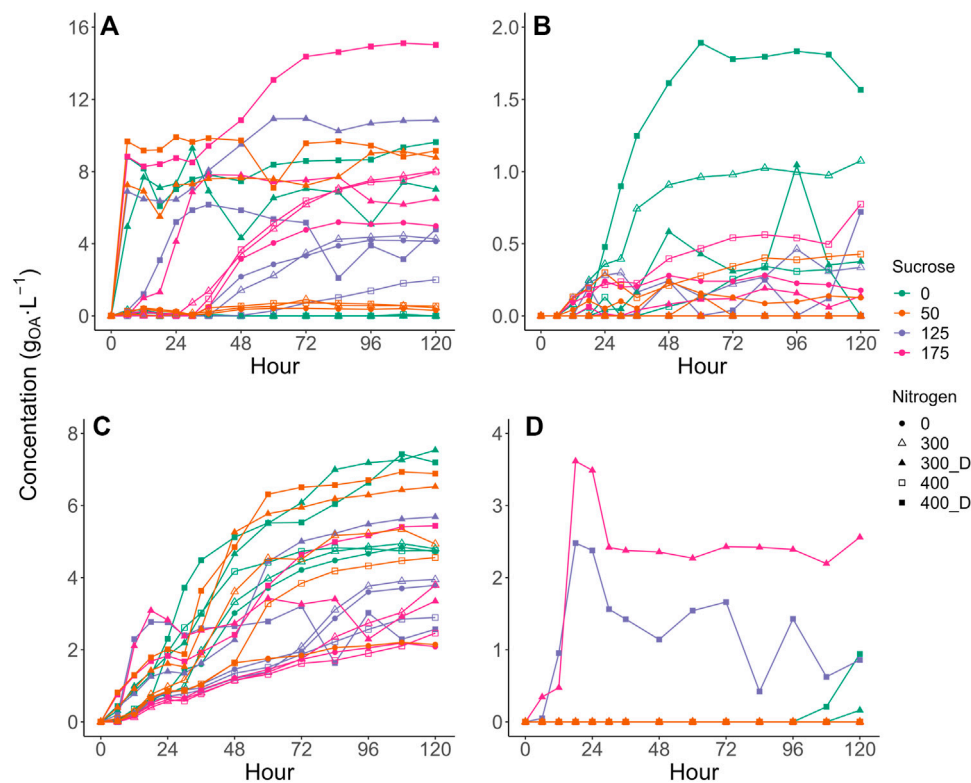 A
16
12
8
4
0
0 24 48 72 96 120
Hour
B
2.0
1.5
1.0
0.5
0.0
0 24 48 72 96 120
Hour
Concentation (gOA·L−1)
C
8
6
4
2
0
0 24 48 72 96 120
Hour
D
4
3
2
1
0
0 24 48 72 96 120
Hour
Sucrose
0
50
125
175
Nitrogen
0
300
300_D
400
400_D